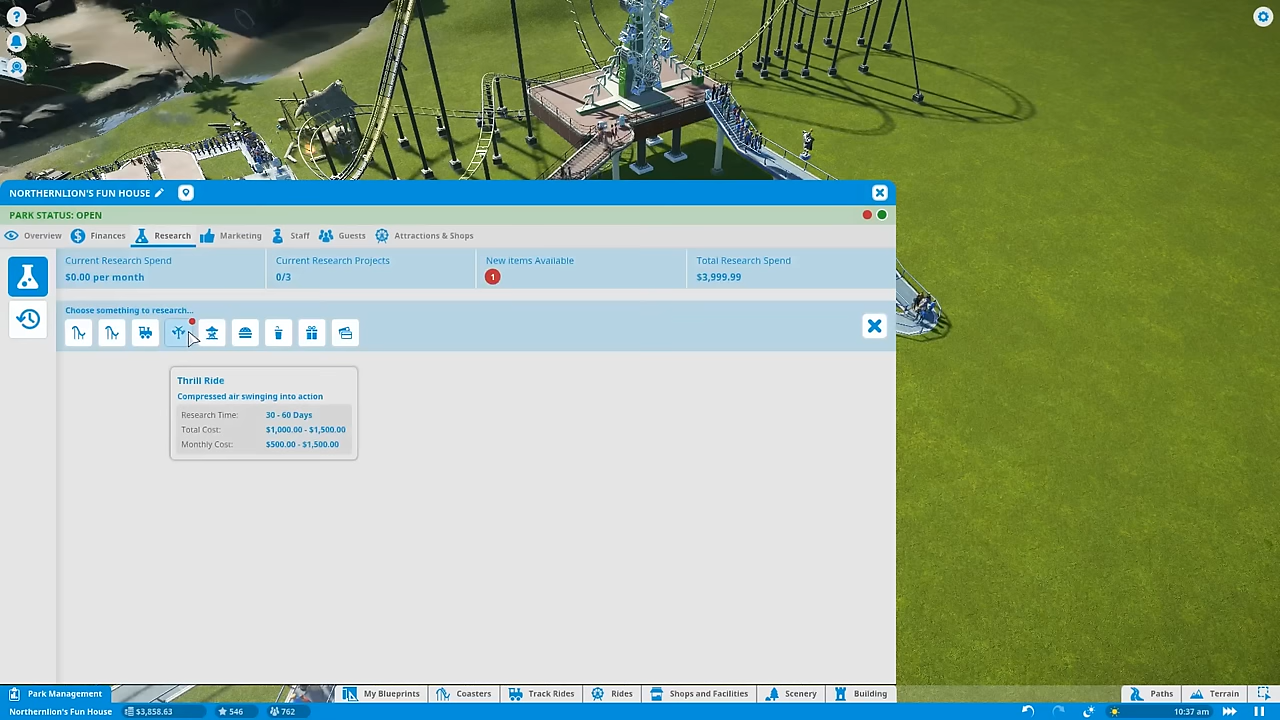 ?
NORTHERNLION'S FUN HOUSE
PARK STATUS: OPEN
Overview Finances Research Marketing Staff Guests Attractions & Shops
Current Research Spend Current Research Projects New items Available Total Research Spend
$0.00 per month 0/3 1 $3,999.99
Choose something to research...
Thrill Ride
Compressed air swinging into action
Research Time: 30 - 60 Days
Total Cost: $1,000.00 - $1,500.00
Monthly Cost: $500.00 - $1,500.00
Park Management My Blueprints Coasters Track Rides Rides Shops and Facilities Scenery Building Paths Terrain
Northernlion's Fun House $3,858.63 546 762 10:37 am